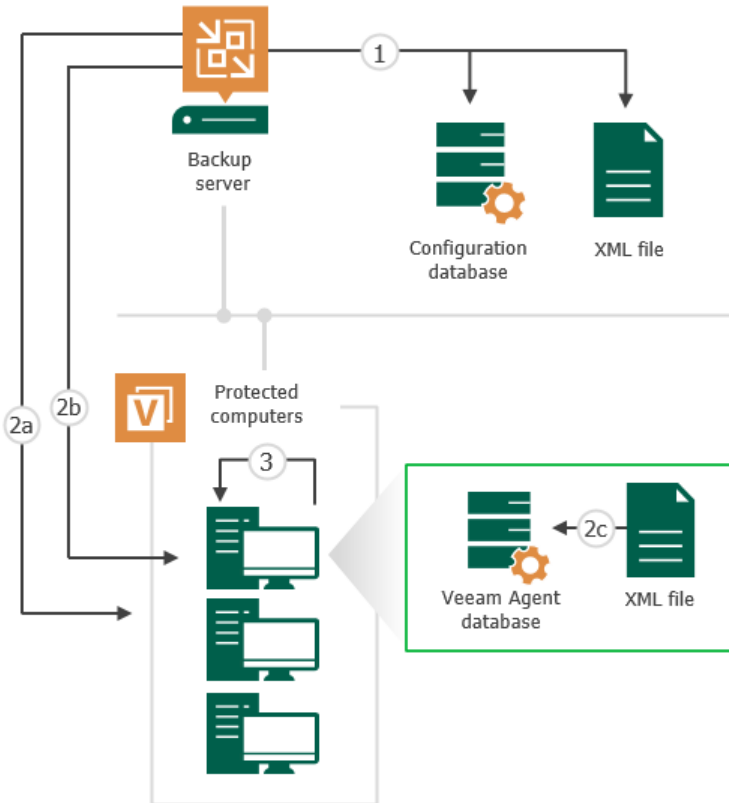 1
Backup
server
Configuration
database
XML file
2a
2b
V
Protected
computers
3
2c
Veeam Agent
database
XML file